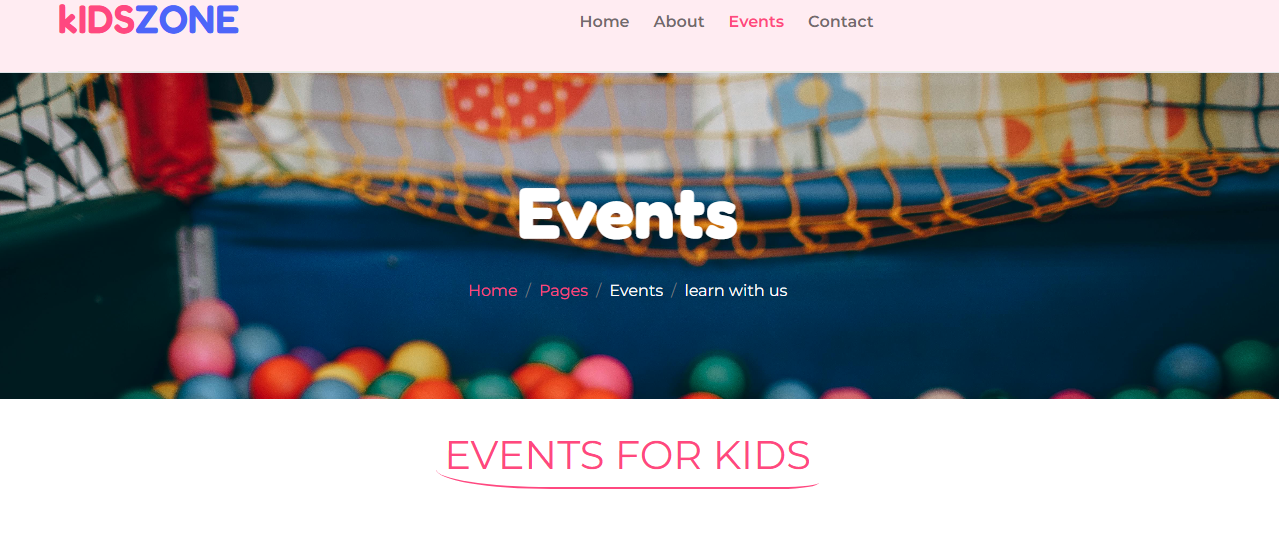 kIDSZONE Home About Events Contact
Events
Home / Pages / Events / learn with us
EVENTS FOR KIDS